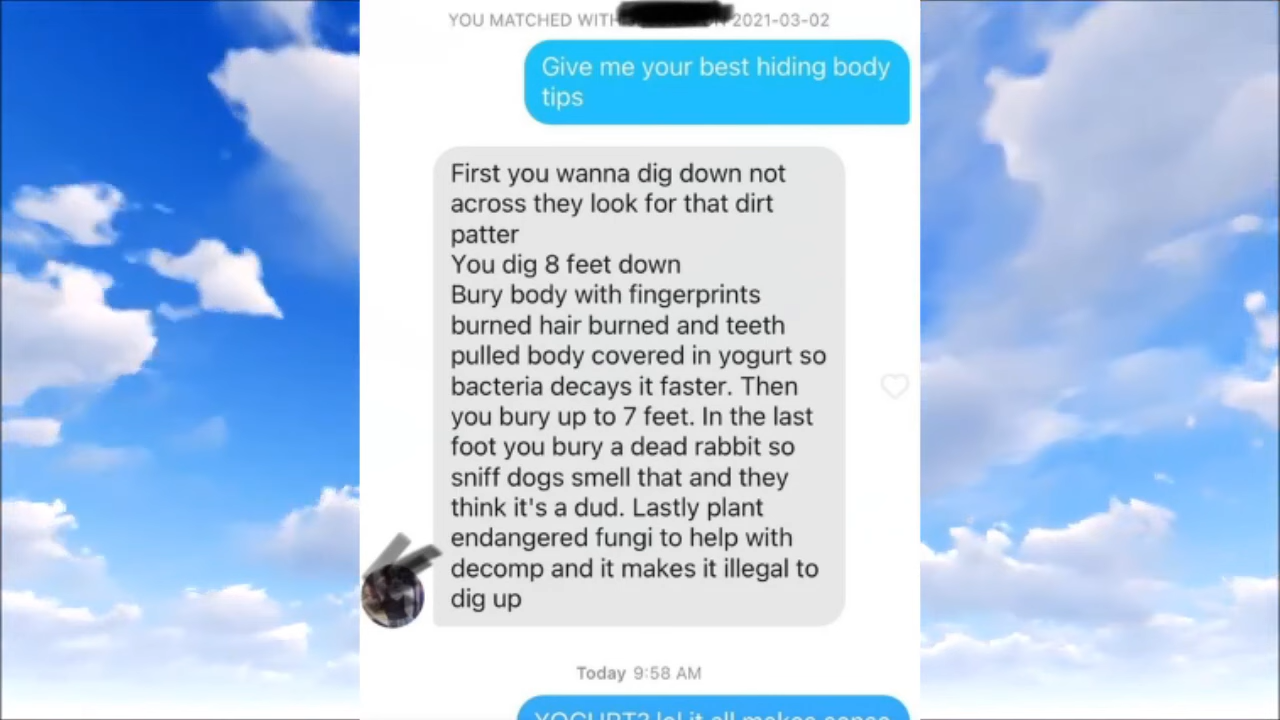 YOU MATCHED WITH 2021-03-02
Give me your best hiding body
tips
First you wanna dig down not
across they look for that dirt
patter
You dig 8 feet down
Bury body with fingerprints
burned hair burned and teeth
pulled body covered in yogurt so
bacteria decays it faster. Then
you bury up to 7 feet. In the last
foot you bury a dead rabbit so
sniff dogs smell that and they
think it's a dud. Lastly plant
endangered fungi to help with
decomp and it makes it illegal to
dig up
Today 9:58 AM
YOGURT? lol it all makes sense